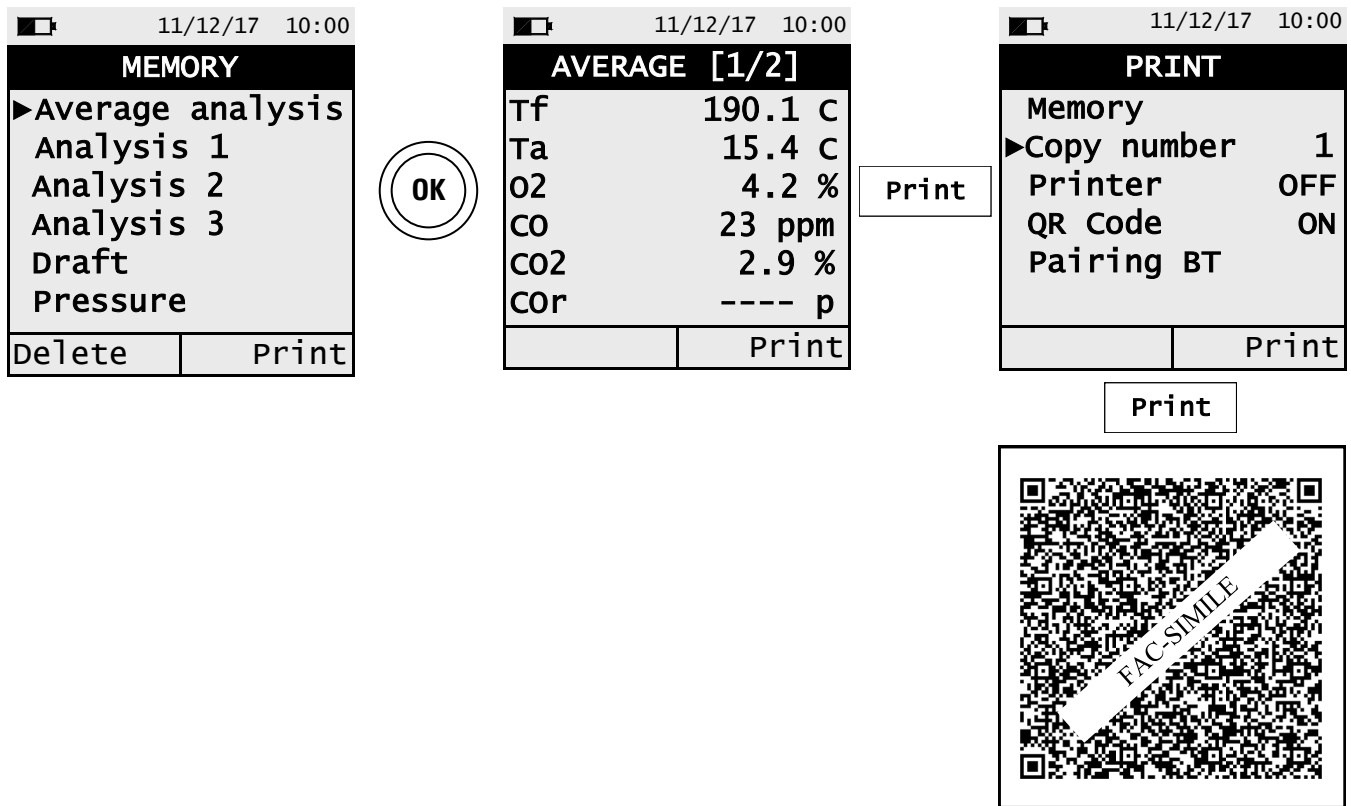 11/12/17 10:00
MEMORY
►Average analysis
Analysis 1
Analysis 2
Analysis 3
Draft
Pressure
Delete Print
OK
11/12/17 10:00
AVERAGE [1/2]
Tf 190.1 C
Ta 15.4 C
O2 4.2 %
CO 23 ppm
CO2 2.9 %
COr ---- p
Print
Print
11/12/17 10:00
PRINT
Memory
►Copy number 1
Printer OFF
QR Code ON
Pairing BT
Print
Print
FAC-SIMILE